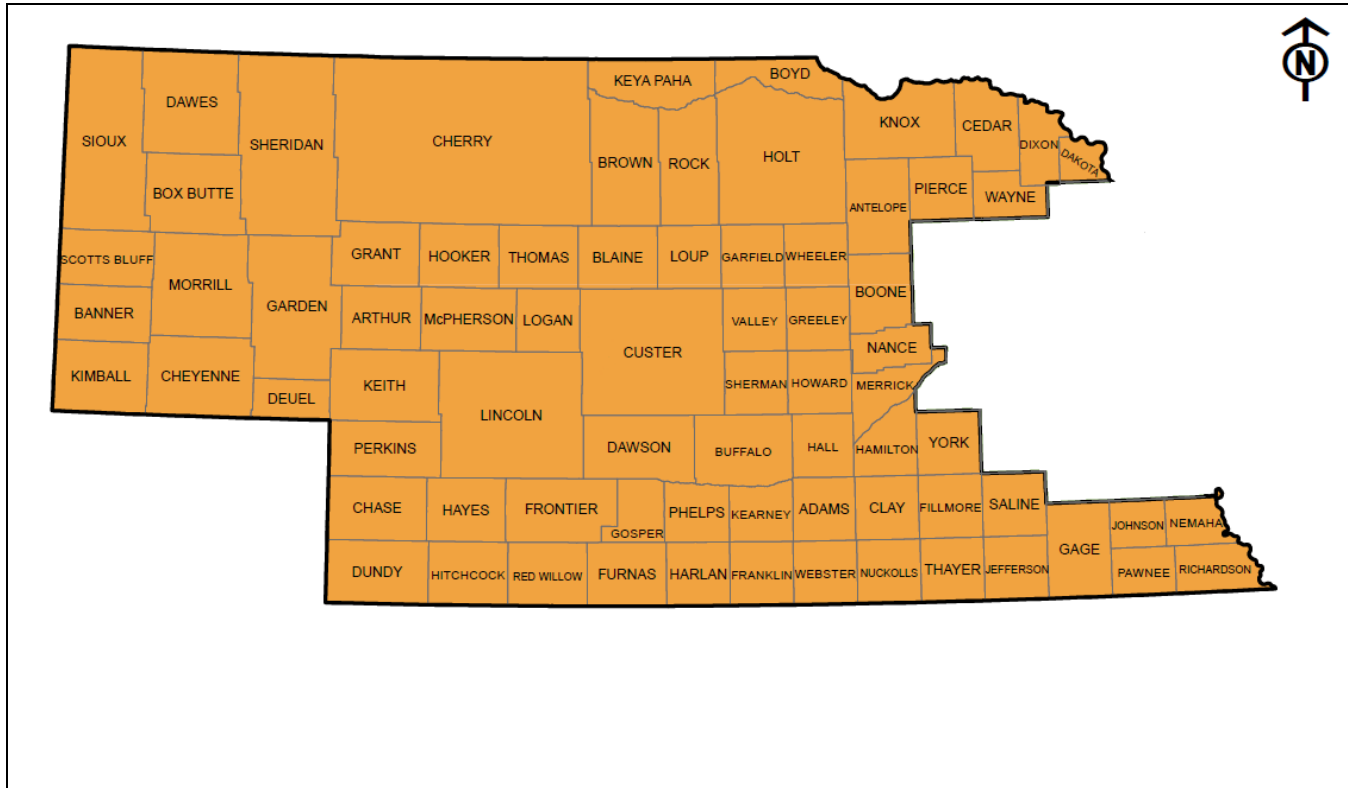 N
KEYA PAHA
BOYD
DAWES
SIOUX
SHERIDAN
CHERRY
KNOX
CEDAR
DIXON
DAKOTA
BROWN
ROCK
HOLT
BOX BUTTE
PIERCE
WAYNE
ANTELOPE
SCOTTS BLUFF
MORRILL
GRANT
HOOKER
THOMAS
BLAINE
LOUP
GARFIELD
WHEELER
BANNER
GARDEN
ARTHUR
McPHERSON
LOGAN
CUSTER
VALLEY
GREELEY
BOONE
NANCE
KIMBALL
CHEYENNE
DEUEL
KEITH
LINCOLN
SHERMAN
HOWARD
MERRICK
PERKINS
DAWSON
BUFFALO
HALL
HAMILTON
YORK
CHASE
HAYES
FRONTIER
GOSPER
PHELPS
KEARNEY
ADAMS
CLAY
FILLMORE
SALINE
GAGE
JOHNSON
NEMAHA
DUNDY
HITCHCOCK
RED WILLOW
FURNAS
HARLAN
FRANKLIN
WEBSTER
NUCKOLLS
THAYER
JEFFERSON
PAWNEE
RICHARDSON